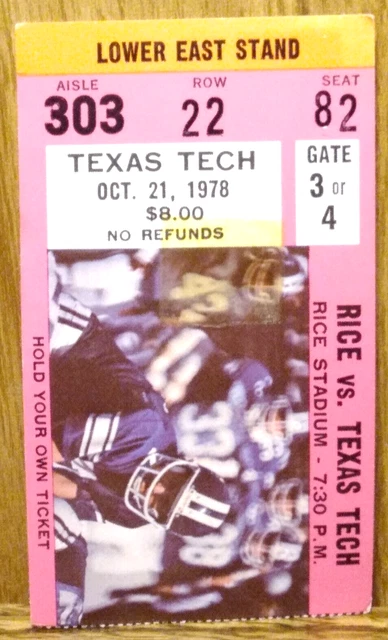 LOWER EAST STAND
AISLE ROW SEAT
303 22 82
TEXAS TECH
OCT. 21, 1978
$8.00
NO REFUNDS
GATE
3 or
4
RICE vs. TEXAS TECH
RICE STADIUM - 7:30 P.M.
HOLD YOUR OWN TICKET